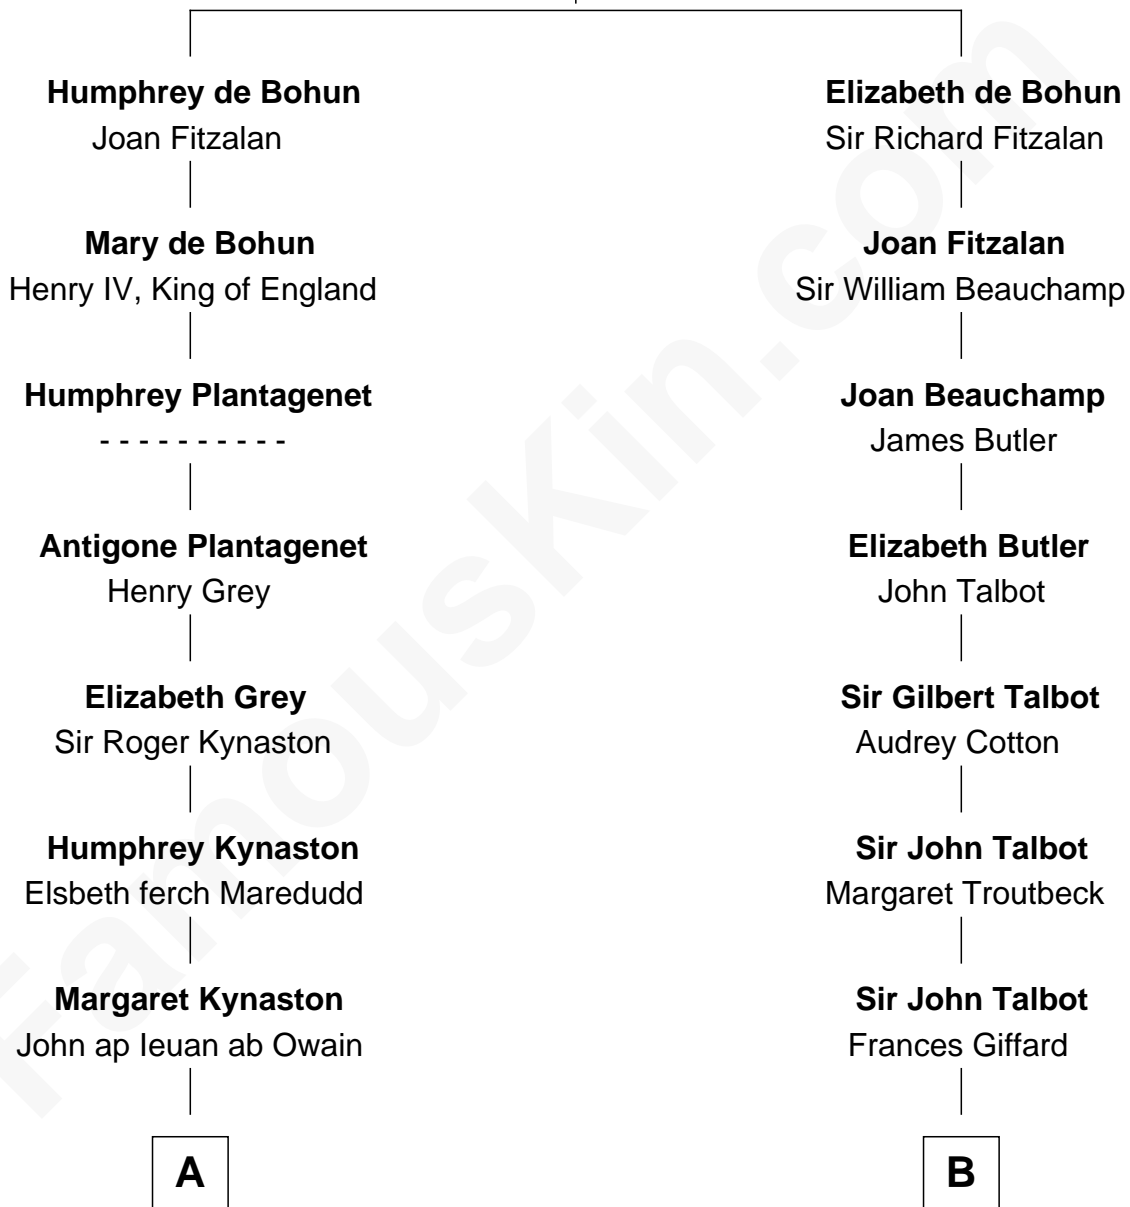 Humphrey de Bohun
Joan Fitzalan
Mary de Bohun
Henry IV, King of England
Humphrey Plantagenet
- - - - - - - - - -
Antigone Plantagenet
Henry Grey
Elizabeth Grey
Sir Roger Kynaston
Humphrey Kynaston
Elsbeth ferch Maredudd
Margaret Kynaston
John ap Ieuan ab Owain
A
Elizabeth de Bohun
Sir Richard Fitzalan
Joan Fitzalan
Sir William Beauchamp
Joan Beauchamp
James Butler
Elizabeth Butler
John Talbot
Sir Gilbert Talbot
Audrey Cotton
Sir John Talbot
Margaret Troutbeck
Sir John Talbot
Frances Giffard
B
FamousKin.com